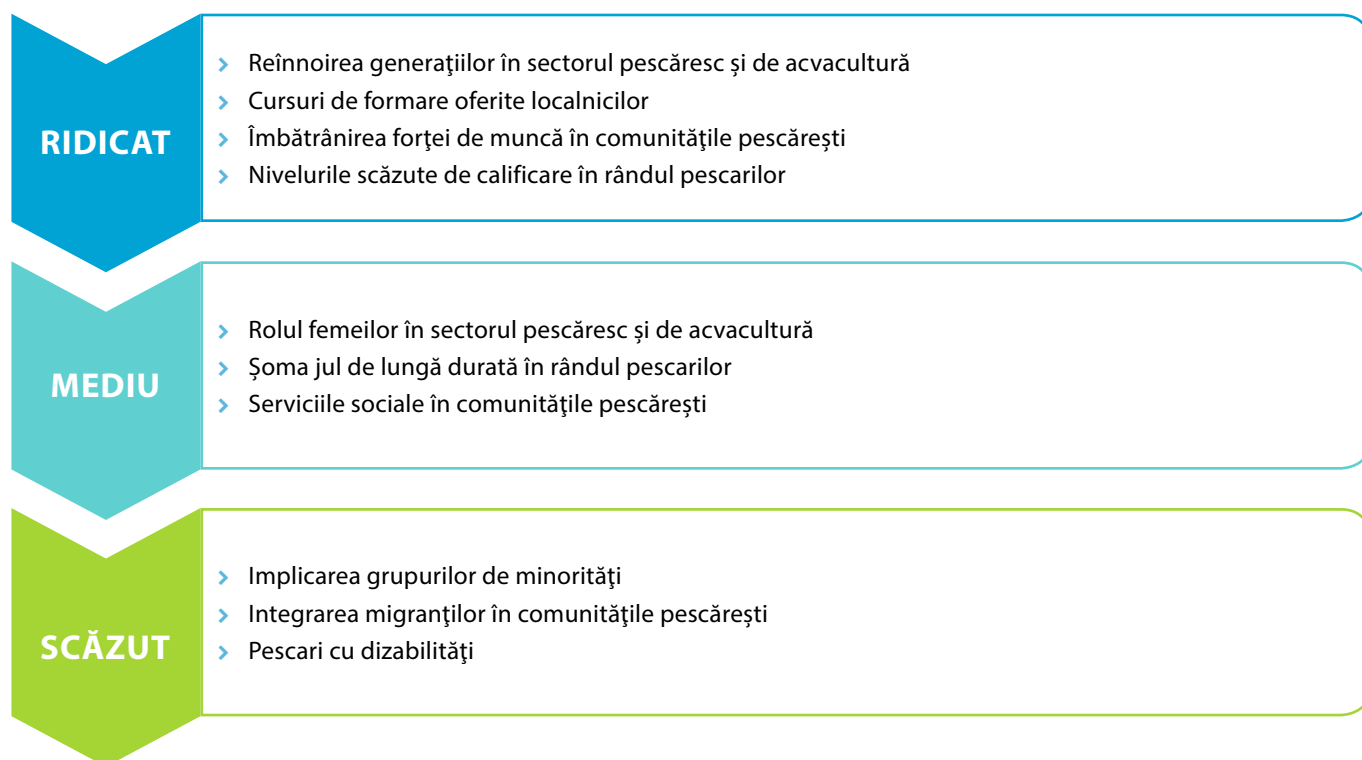 RIDICAT
Reînnoirea generaţiilor în sectorul pescăresc și de acvacultură
Cursuri de formare oferite localnicilor
Îmbătrânirea forţei de muncă în comunităţile pescărești
Nivelurile scăzute de calificare în rândul pescarilor
MEDIU
Rolul femeilor în sectorul pescăresc și de acvacultură
Șoma jul de lungă durată în rândul pescarilor
Serviciile sociale în comunităţile pescărești
SCĂZUT
Implicarea grupurilor de minorităţi
Integrarea migranţilor în comunităţile pescărești
Pescari cu dizabilităţi